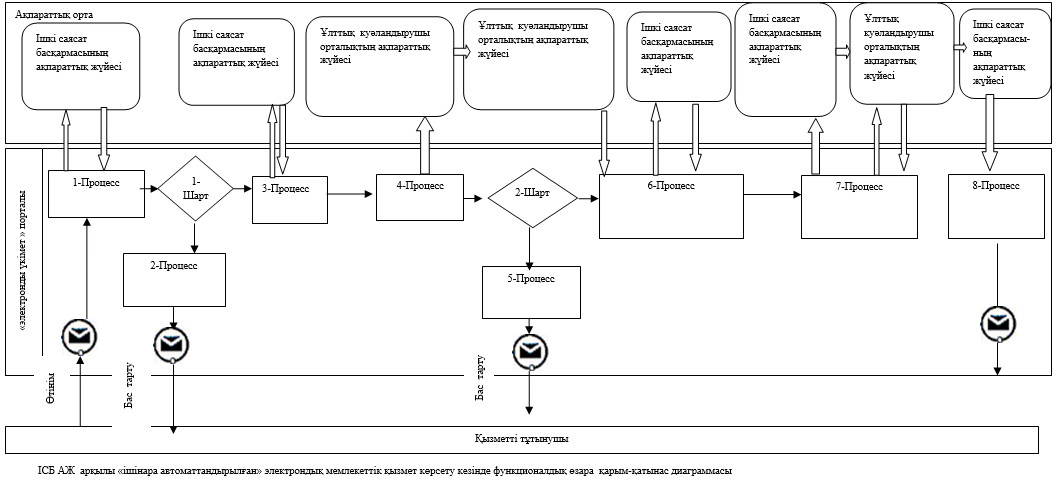 Ақпараттық орта
Ішкі саясат
басқармасының
ақпараттық жүйесі
Ішкі саясат
басқармасының
ақпараттық жүйесі
Ұлттық куәландырушы
орталықтың ақпараттық
жүйесі
Ұлттық куәландырушы
орталықтың ақпараттық
жүйесі
Ішкі саясат
басқармасының
ақпараттық
жүйесі
Ішкі саясат
басқармасының
ақпараттық
жүйесі
Ұлттық
куәландырушы
орталықтың
ақпараттық
жүйесі
Ішкі саясат
басқармасы-
ның
ақпараттық
жүйесі
«электронды үкімет » порталы
1-Процесс
1-
Шарт
3-Процесс
4-Процесс
2-Шарт
6-Процесс
7-Процесс
8-Процесс
2-Процесс
5-Процесс
Өтінім
Бас тарту
Бас тарту
Қызметті тұтынушы
ІСБ АЖ арқылы «ішінара автоматтандырылған» электрондық мемлекеттік қызмет көрсету кезінде функционалдық өзара қарым-қатынас диаграммасы